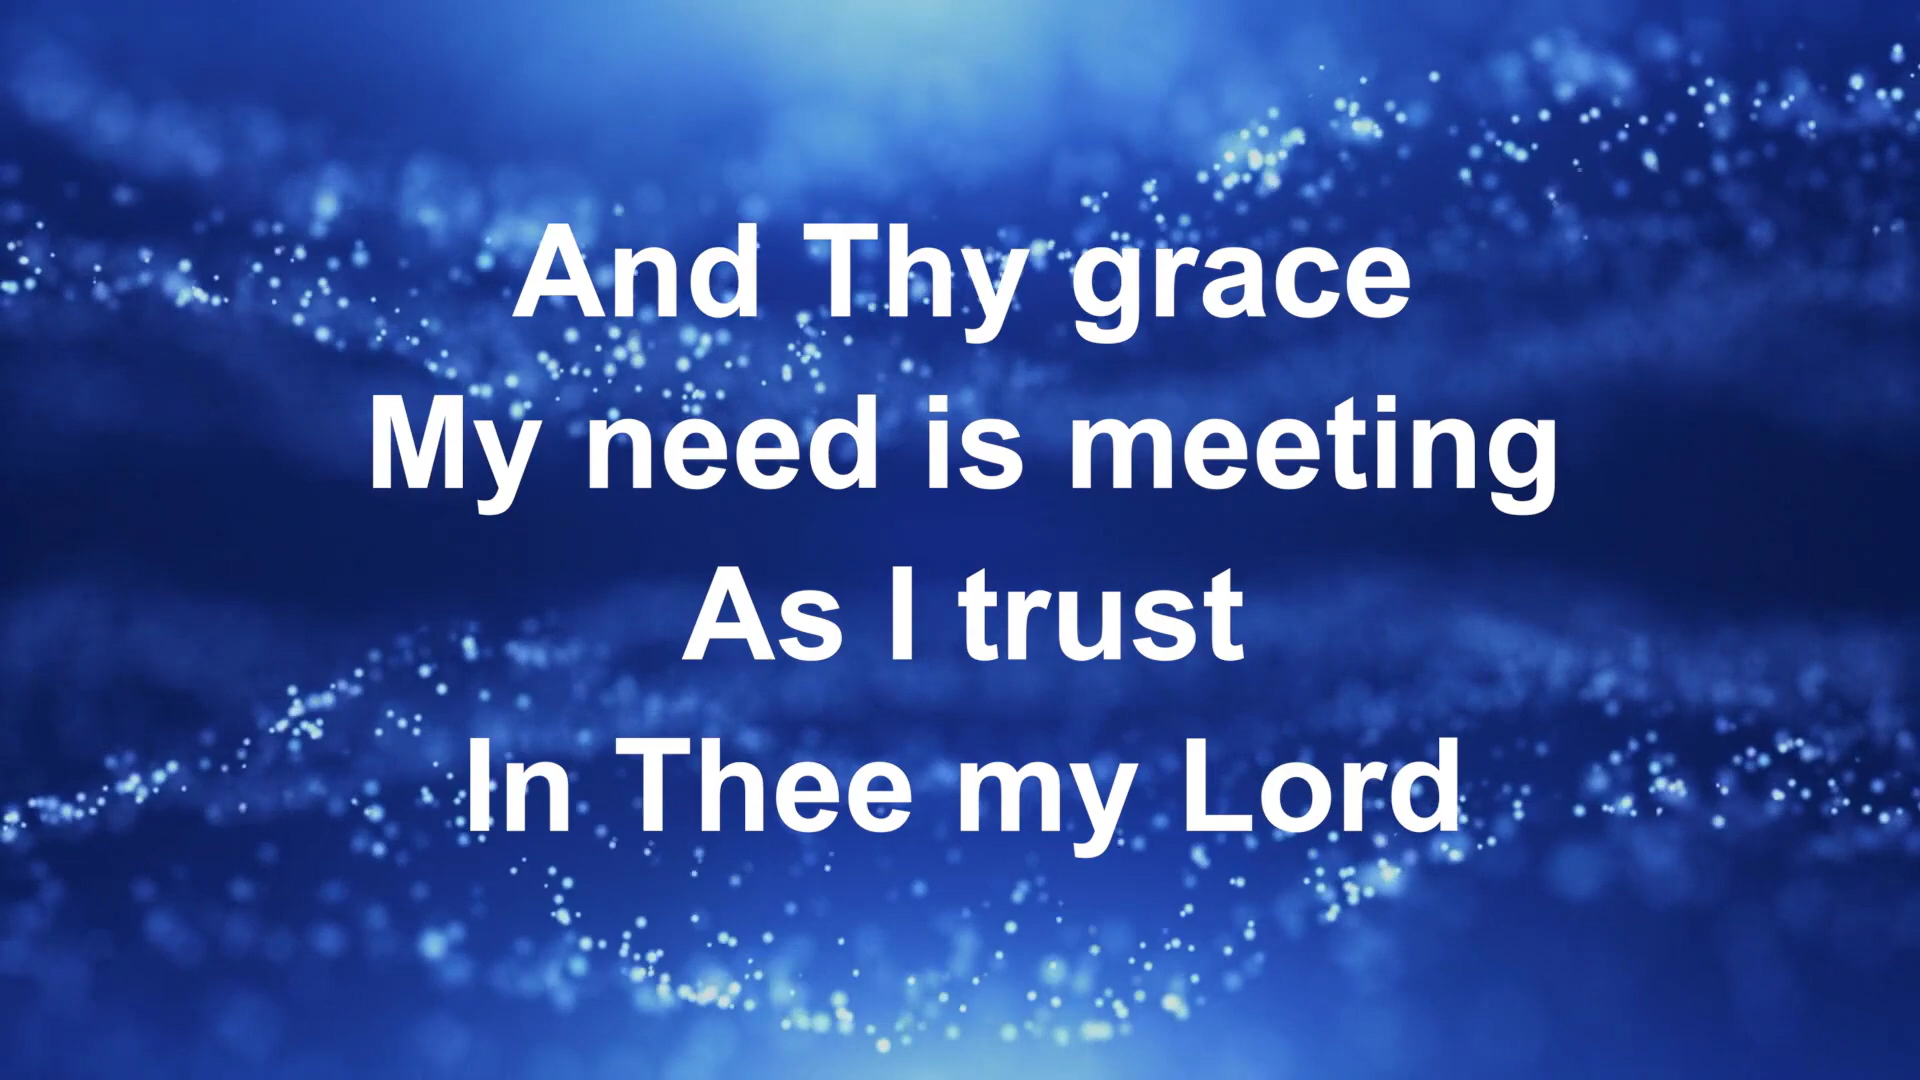 And Thy grace
My need is meeting
As I trust
In Thee my Lord